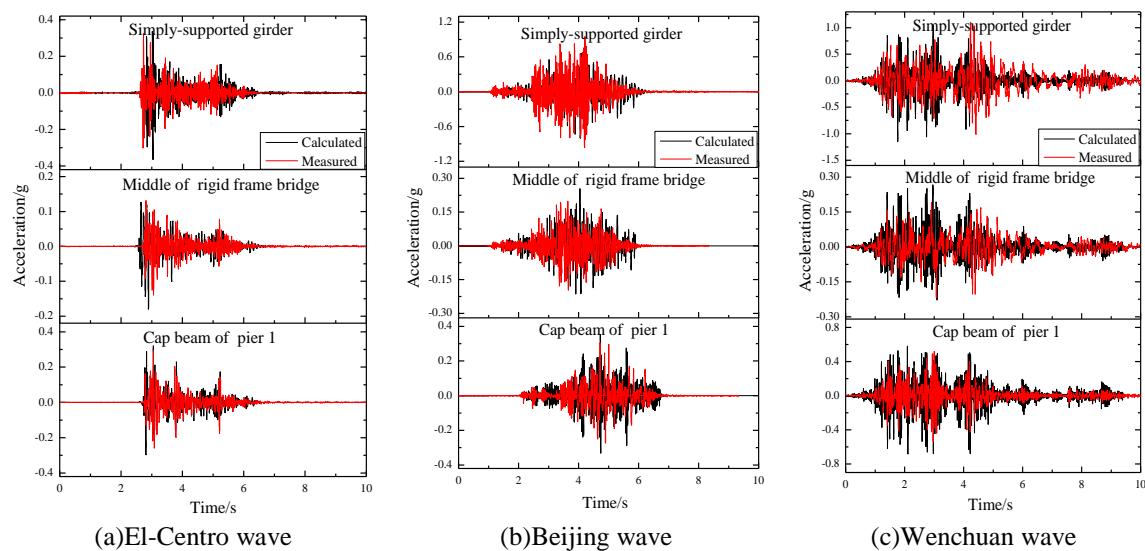 Simply-supported girder
0.4
0.2
0.0
-0.2
-0.4
Calculated
Measured
Middle of rigid frame bridge
0.2
0.1
0.0
-0.1
0.2
Cap beam of pier 1
0.4
0.2
0.0
-0.2
-0.4
Acceleration/g
0 2 4 6 8 10
Time/s
(a)El-Centro wave
Simply-supported girder
1.2
0.6
0.0
-0.6
-1.2
Calculated
Measured
Middle of rigid frame bridge
0.30
0.15
0.00
-0.15
-0.30
Cap beam of pier 1
0.4
0.2
0.0
-0.2
-0.4
Acceleration/g
0 2 4 6 8 10
Time/s
(b)Beijing wave
Simply-supported girder
1.5
1.0
0.5
0.0
-0.5
-1.0
-1.5
Calculated
Measured
Middle of rigid frame bridge
0.30
0.15
0.00
-0.15
-0.30
Cap beam of pier 1
0.8
0.4
0.0
-0.4
-0.8
Acceleration/g
0 2 4 6 8 10
Time/s
(c)Wenchuan wave